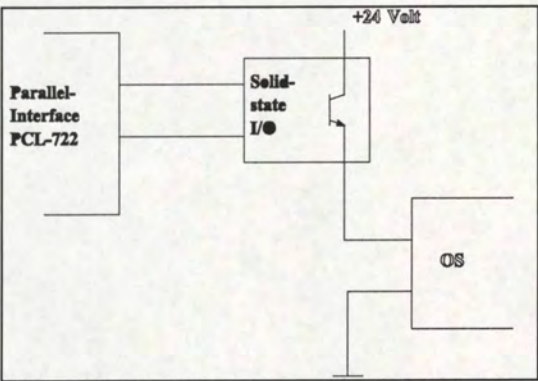 +24 Volt
Parallel-
Interface
PCL-722
Solid-
state
I/O
OS